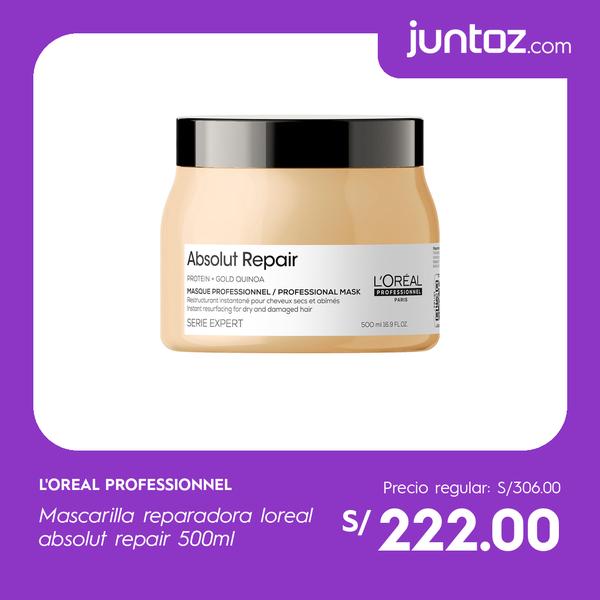 juntoz.com
Absolut Repair
PROTEIN + GOLD QUINOA
MASQUE PROFESSIONNEL / PROFESSIONAL MASK
Restructurant instantané pour cheveux secs et abîmés
Instant resurfacing for dry and damaged hair
SERIE EXPERT
L'ORÉAL
PROFESSIONNEL
PARIS
500 ml 16.9 FL.OZ.
L'OREAL PROFESSIONNEL
Mascarilla reparadora loreal
absolut repair 500ml
Precio regular: S/306.00
S/ 222.00